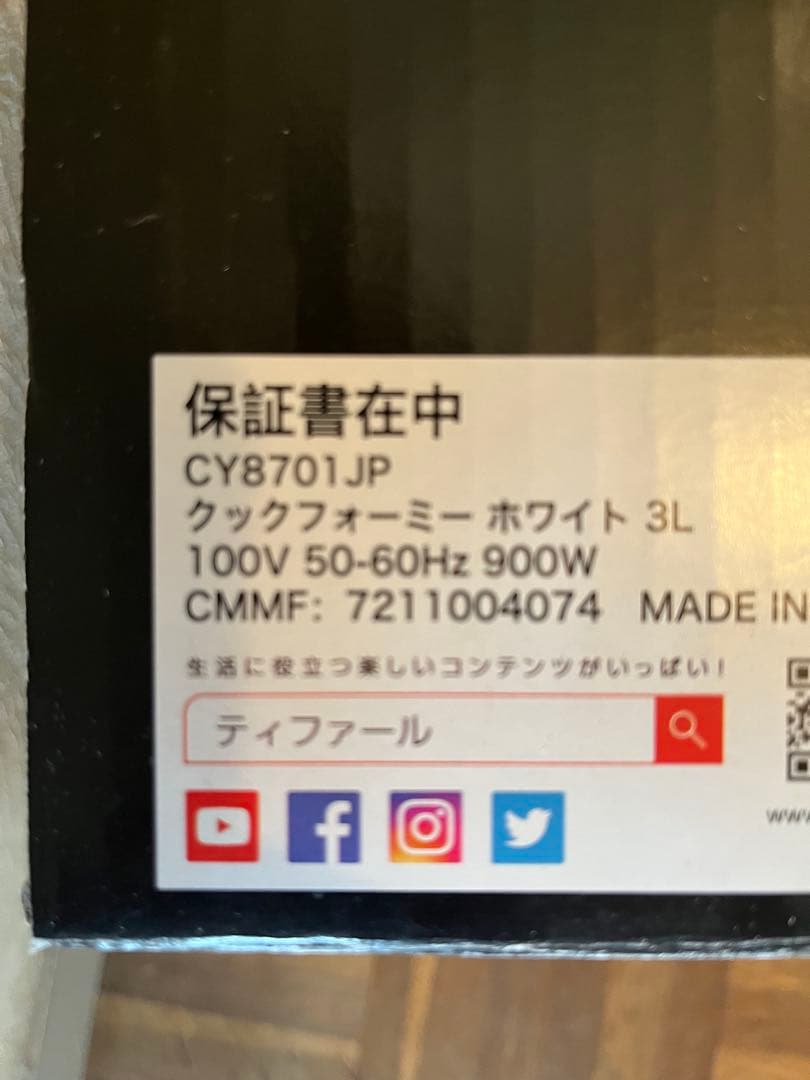 保証書在中
CY8701JP
クックフォーミー ホワイト 3L
100V 50-60Hz 900W
CMMF: 7211004074 MADE IN
生活に役立つ楽しいコンテンツがいっぱい!
ティファール
www